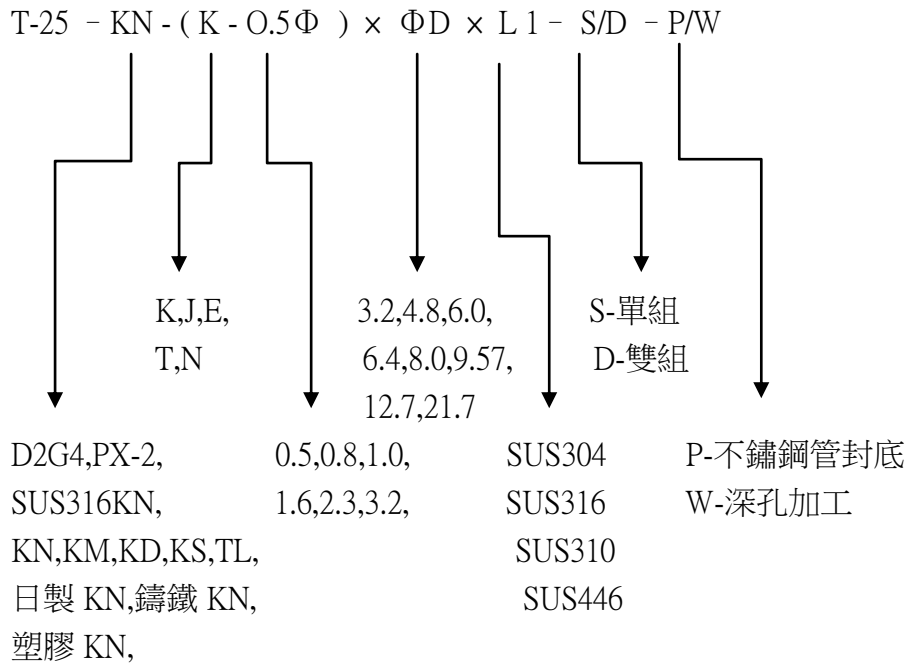 T-25 - KN - ( K - O.5Φ ) × ΦD × L 1 - S/D - P/W
K,J,E, 3.2,4.8,6.0, S-單組
T,N 6.4,8.0,9.57, D-雙組
12.7,21.7
D2G4,PX-2, 0.5,0.8,1.0, SUS304 P-不鏽鋼管封底
SUS316KN, 1.6,2.3,3.2, SUS316 W-深孔加工
KN,KM,KD,KS,TL, SUS310
日製 KN,鑄鐵 KN, SUS446
塑膠 KN,